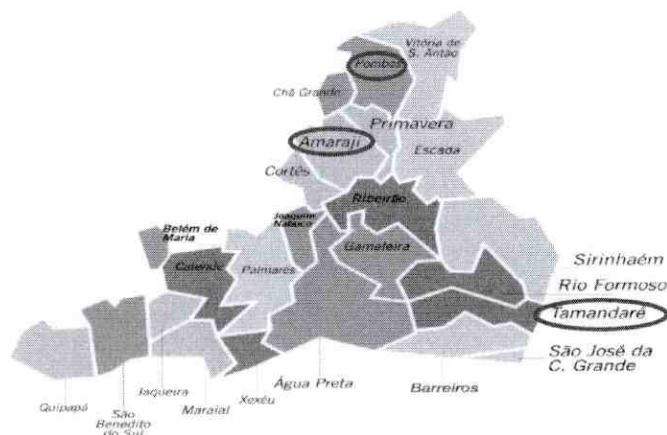 Vitória de
S. Antão
Pombos
Chã Grande
Primavera
Amaraji
Escada
Cortês
Ribeirão
Joaquim
Nabuco
Belém de
Maria
Gameleira
Catende
Palmares
Sirinhaém
Rio Formoso
Tamandaré
São José da
C. Grande
Água Preta
Barreiros
Xexéu
Jaqueira
Maraial
Quipapá
São
Benedito
do Sul